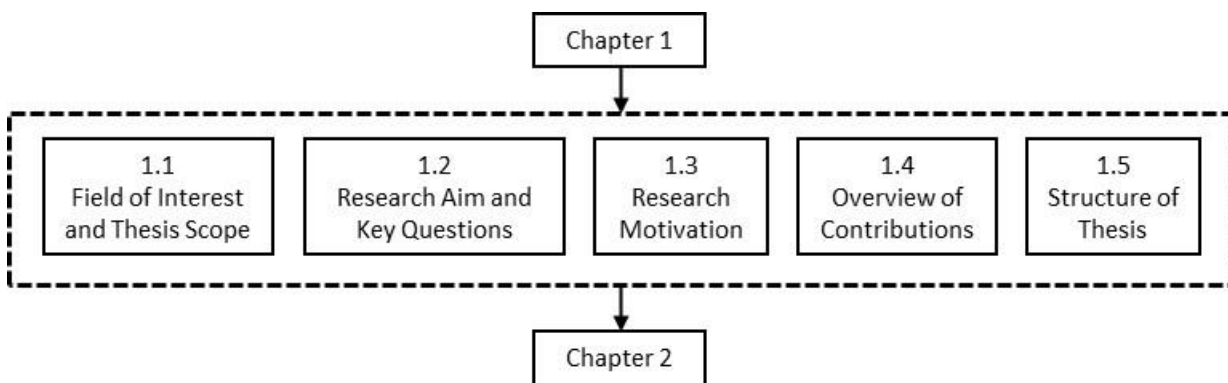 Chapter 1
1.1
Field of Interest
and Thesis Scope
1.2
Research Aim and
Key Questions
1.3
Research
Motivation
1.4
Overview of
Contributions
1.5
Structure of
Thesis
Chapter 2